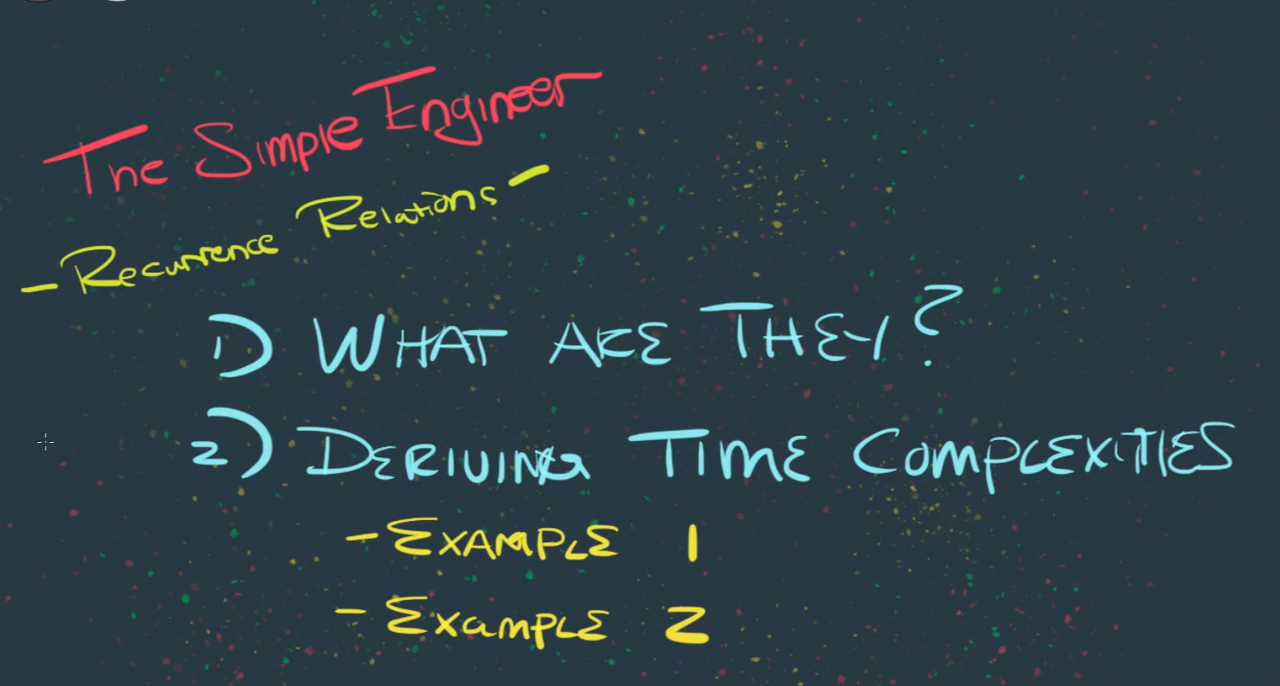 The Simple Engineer
- Recurrence Relations -
1) WHAT ARE THEY?
2) DERIVING TIME COMPLEXITIES
- EXAMPLE 1
- EXAMPLE 2